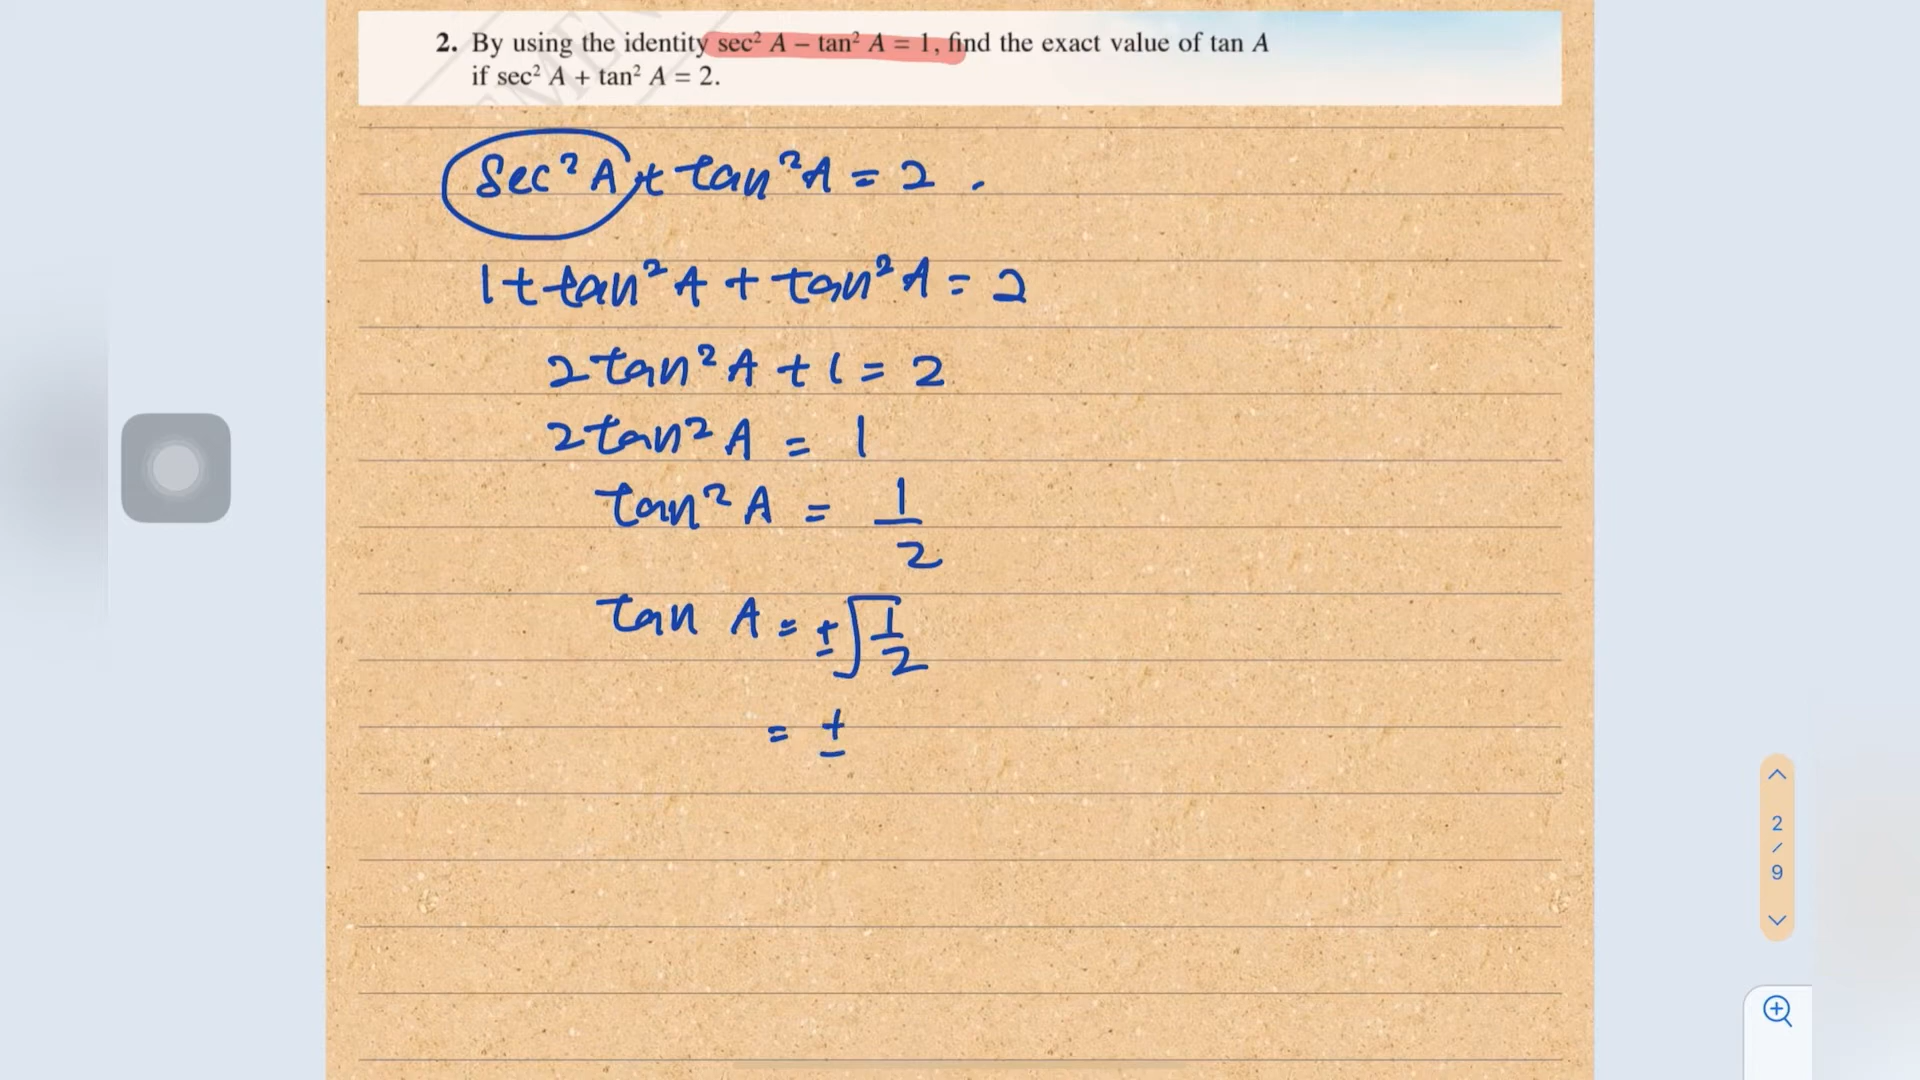 2. By using the identity sec² A – tan² A = 1, find the exact value of tan A
if sec² A + tan² A = 2.
sec²A + tan²A = 2 .
1 + tan²A + tan²A = 2
2tan²A + 1 = 2
2tan²A = 1
tan²A = 1/2
tan A = ±√1/2
= ±
2
/
9